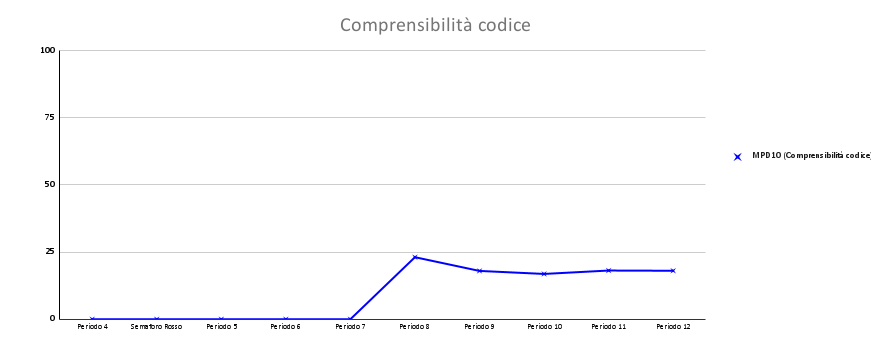 Comprensibilità codice
100
75
50
25
0
Periodo 4
Semaforo Rosso
Periodo 5
Periodo 6
Periodo 7
Periodo 8
Periodo 9
Periodo 10
Periodo 11
Periodo 12
MPD10 (Comprensibilità codice)